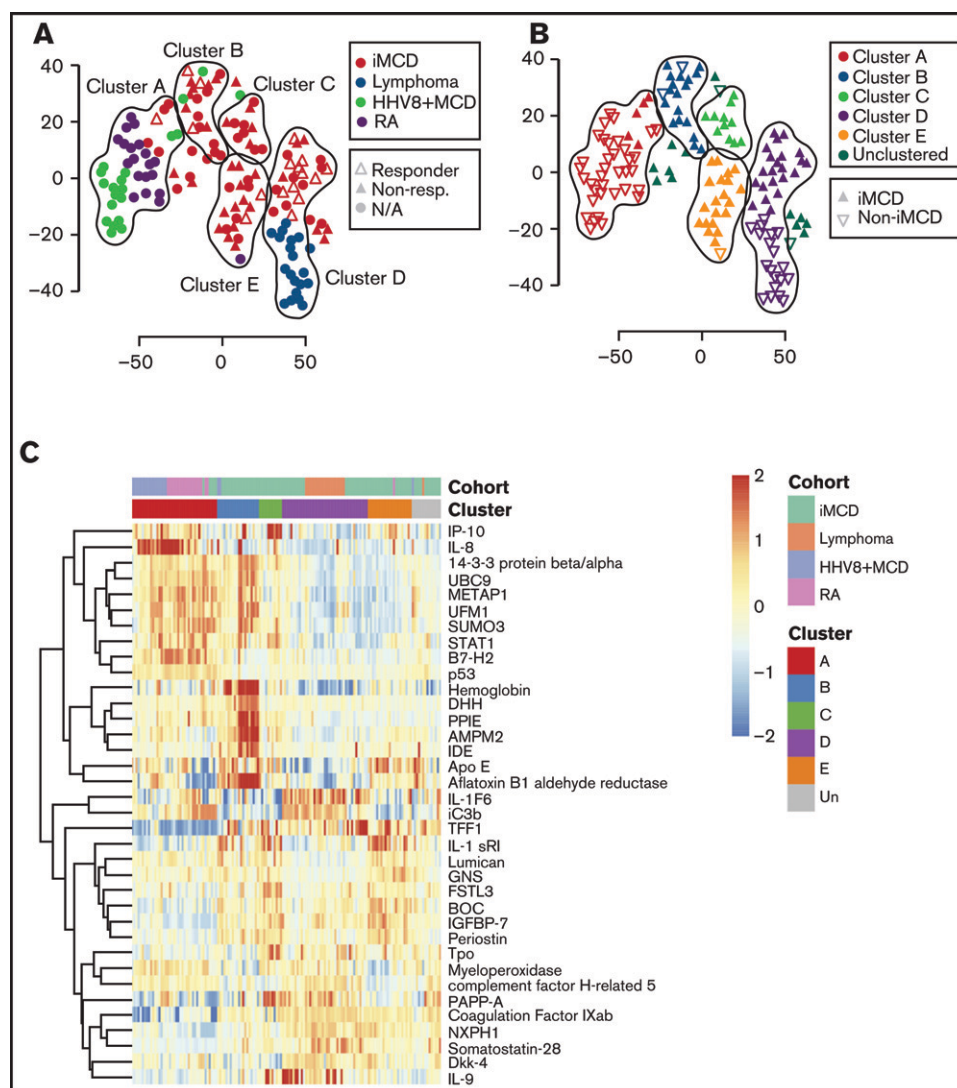 A
Cluster B
Cluster A
Cluster C
Cluster E
Cluster D
40
20
0
−20
−40
−50
0
50
iMCD
Lymphoma
HHV8+MCD
RA
Responder
Non-resp.
N/A
B
40
20
0
−20
−40
−50
0
50
Cluster A
Cluster B
Cluster C
Cluster D
Cluster E
Unclustered
iMCD
Non-iMCD
C
Cohort
Cluster
IP-10
IL-8
14-3-3 protein beta/alpha
UBC9
METAP1
UFM1
SUMO3
STAT1
B7-H2
p53
Hemoglobin
DHH
PPIE
AMPM2
IDE
Apo E
Aflatoxin B1 aldehyde reductase
IL-1F6
iC3b
TFF1
IL-1 sRI
Lumican
GNS
FSTL3
BOC
IGFBP-7
Periostin
Tpo
Myeloperoxidase
complement factor H-related 5
PAPP-A
Coagulation Factor IXab
NXPH1
Somatostatin-28
Dkk-4
IL-9
2
1
0
−1
−2
Cohort
iMCD
Lymphoma
HHV8+MCD
RA
Cluster
A
B
C
D
E
Un